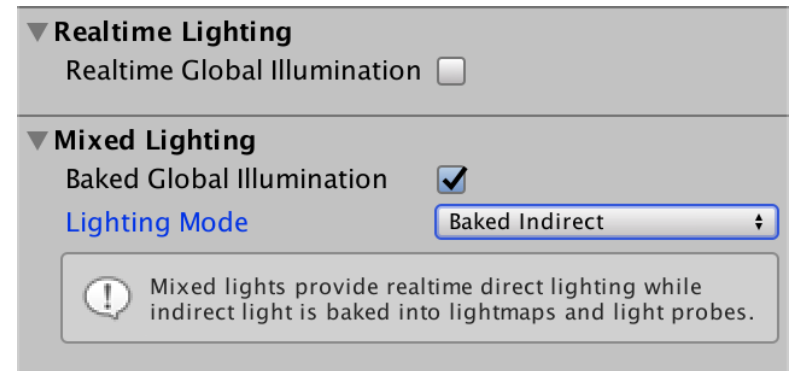 Realtime Lighting
Realtime Global Illumination
Mixed Lighting
Baked Global Illumination
Lighting Mode Baked Indirect
Mixed lights provide realtime direct lighting while
indirect light is baked into lightmaps and light probes.